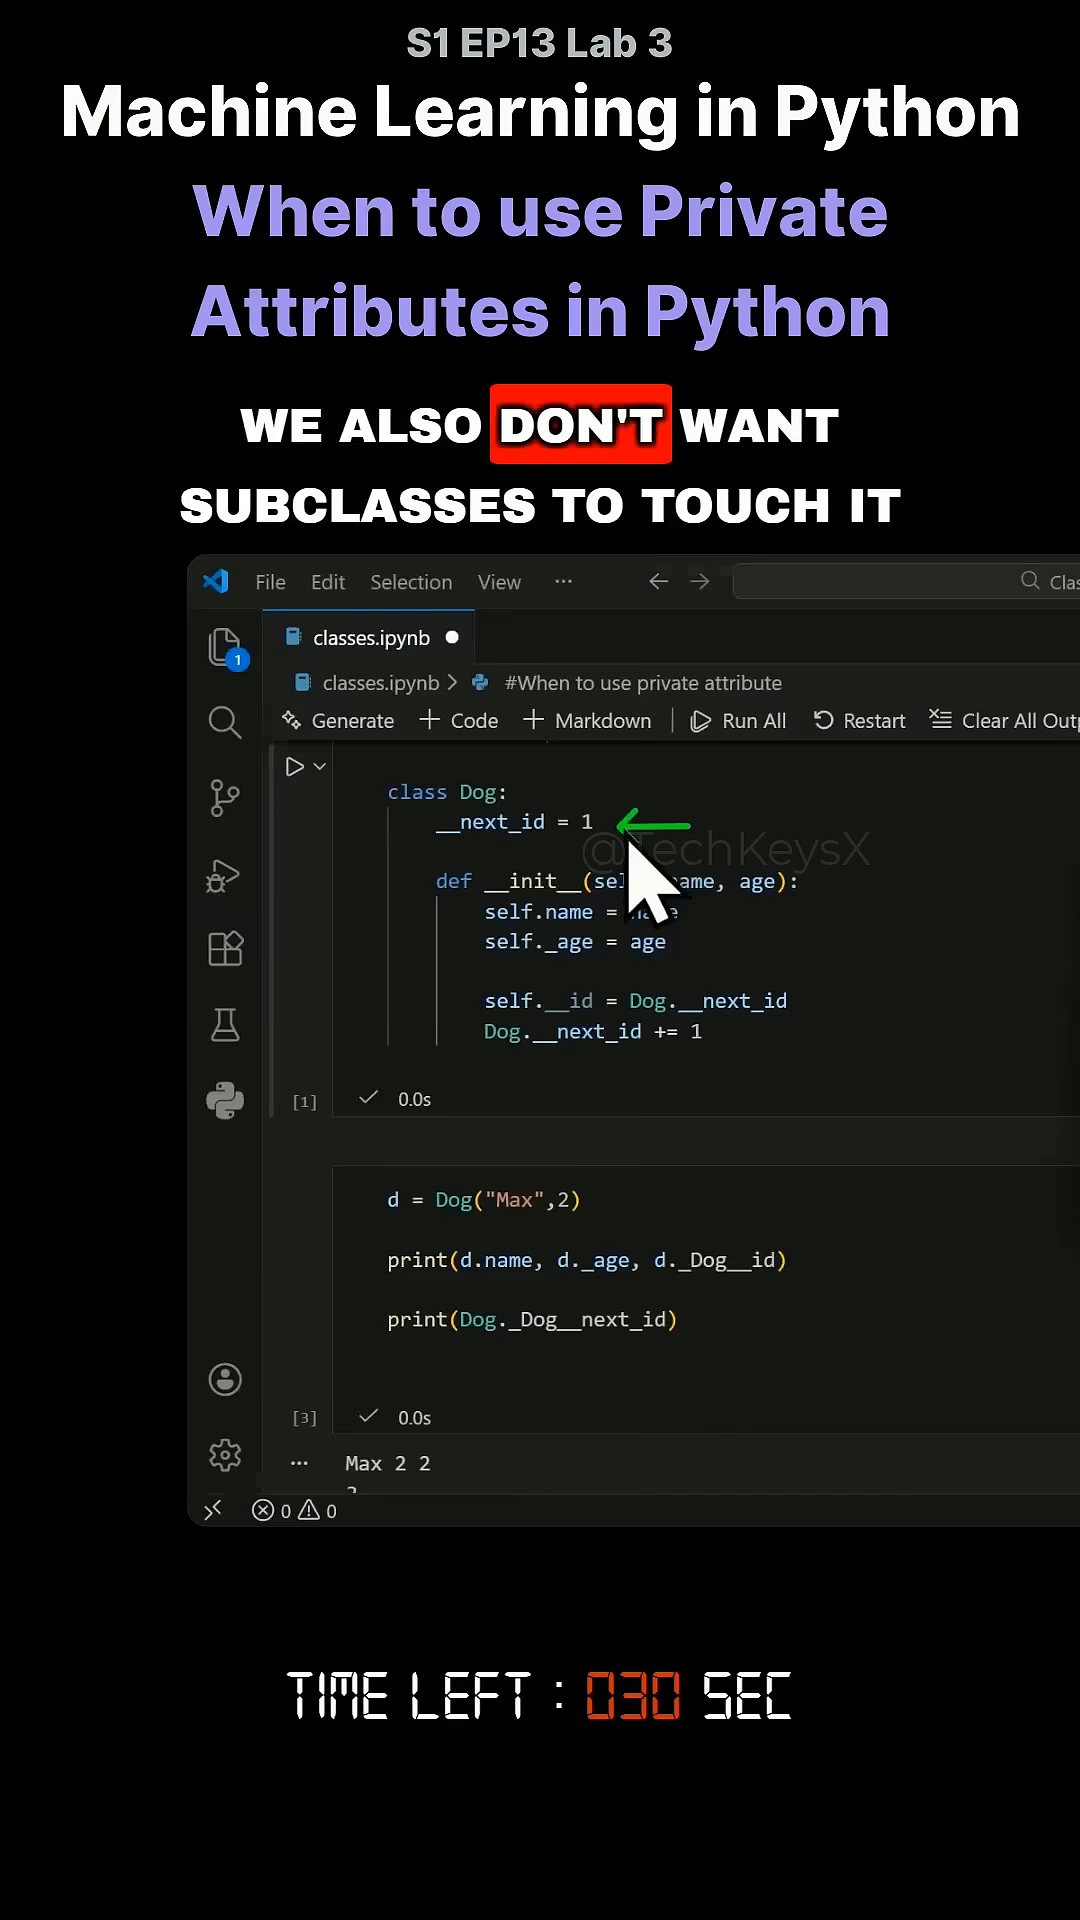 S1 EP13 Lab 3
Machine Learning in Python
When to use Private
Attributes in Python
WE ALSO DON'T WANT
SUBCLASSES TO TOUCH IT
File Edit Selection View ··· ← →
classes.ipynb
1
classes.ipynb > #When to use private attribute
Generate + Code + Markdown | Run All Restart Clear All
class Dog:
__next_id = 1
@TechKeysX
def __init__(self, name, age):
self.name =
self._age = age
self.__id = Dog.__next_id
Dog.__next_id += 1
[1] 0.0s
d = Dog("Max",2)
print(d.name, d._age, d._Dog__id)
print(Dog._Dog__next_id)
[3] 0.0s
··· Max 2 2
0 0
TIME LEFT : 030 SEC